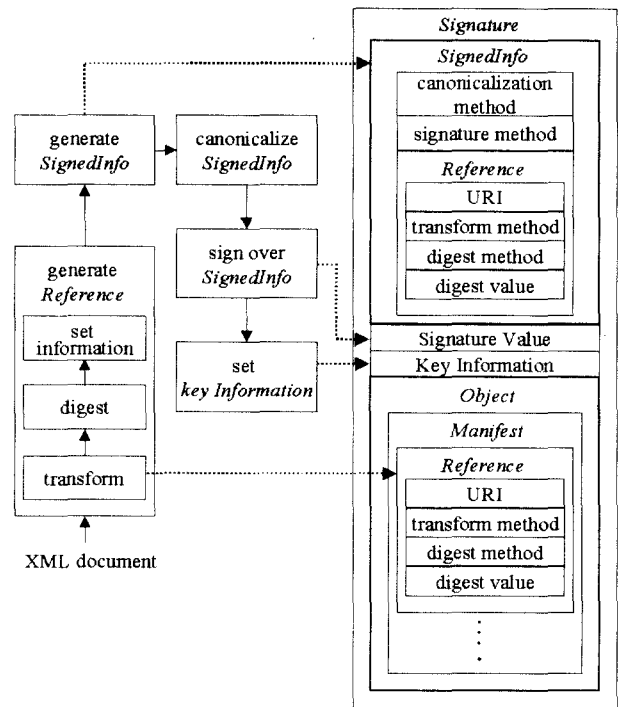 generate
SignedInfo
canonicalize
SignedInfo
generate
Reference
set
information
digest
transform
XML document
sign over
SignedInfo
set
key Information
Signature
SignedInfo
canonicalization
method
signature method
Reference
URI
transform method
digest method
digest value
Signature Value
Key Information
Object
Manifest
Reference
URI
transform method
digest method
digest value